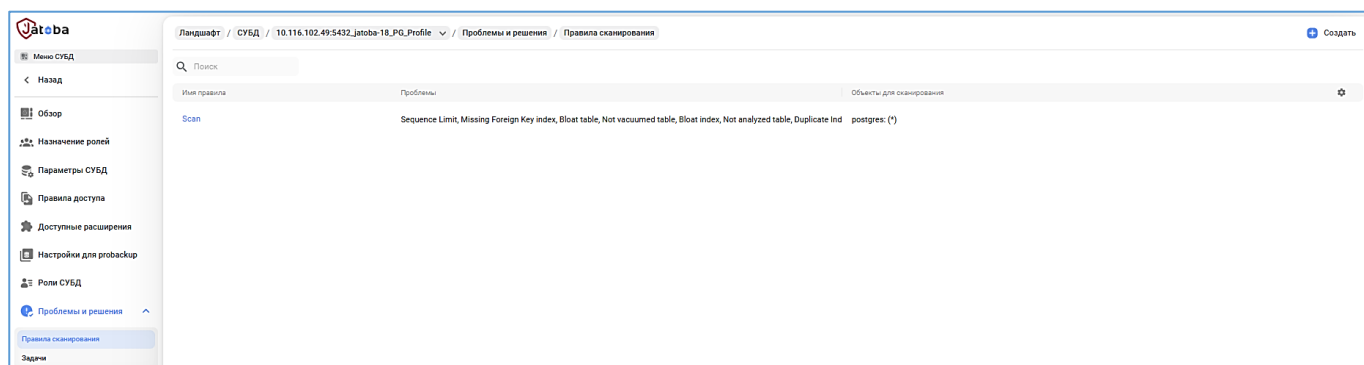 Jatoba
Ландшафт / СУБД / 10.116.102.49:5432_jatoba-18_PG_Profile / Проблемы и решения / Правила сканирования
Создать
Меню СУБД
Поиск
Назад
Имя правила Проблемы Объекты для сканирования
Обзор
Scan Sequence Limit, Missing Foreign Key index, Bloat table, Not vacuumed table, Bloat index, Not analyzed table, Duplicate Ind postgres: (*)
Назначение ролей
Параметры СУБД
Правила доступа
Доступные расширения
Настройки для probackup
Роли СУБД
Проблемы и решения
Правила сканирования
Задачи